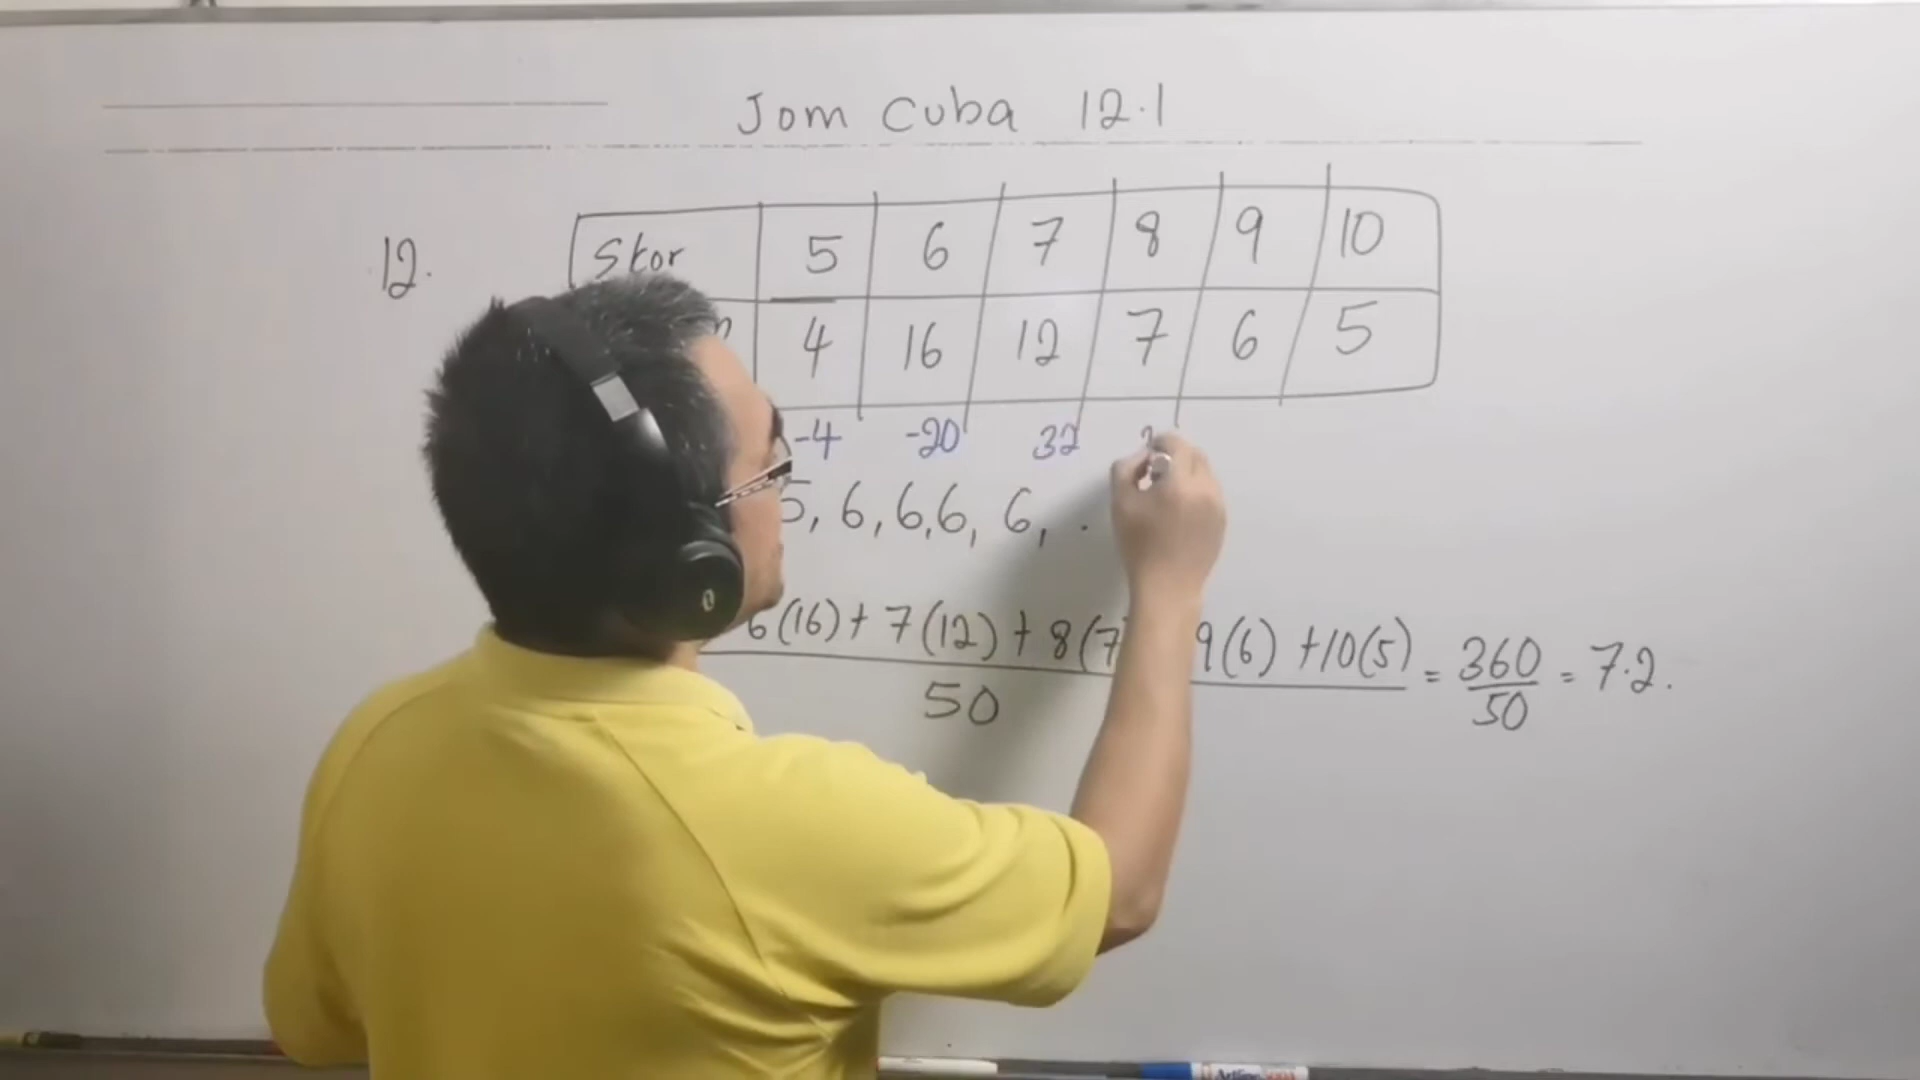 Jom Cuba 12.1
12.
Skor 5 6 7 8 9 10
4 16 12 7 6 5
-4 -20 32
5, 6, 6, 6, 6, .
6(16) + 7(12) + 8(7 9(6) + 10(5) = 360/50 = 7.2.
50
Artline